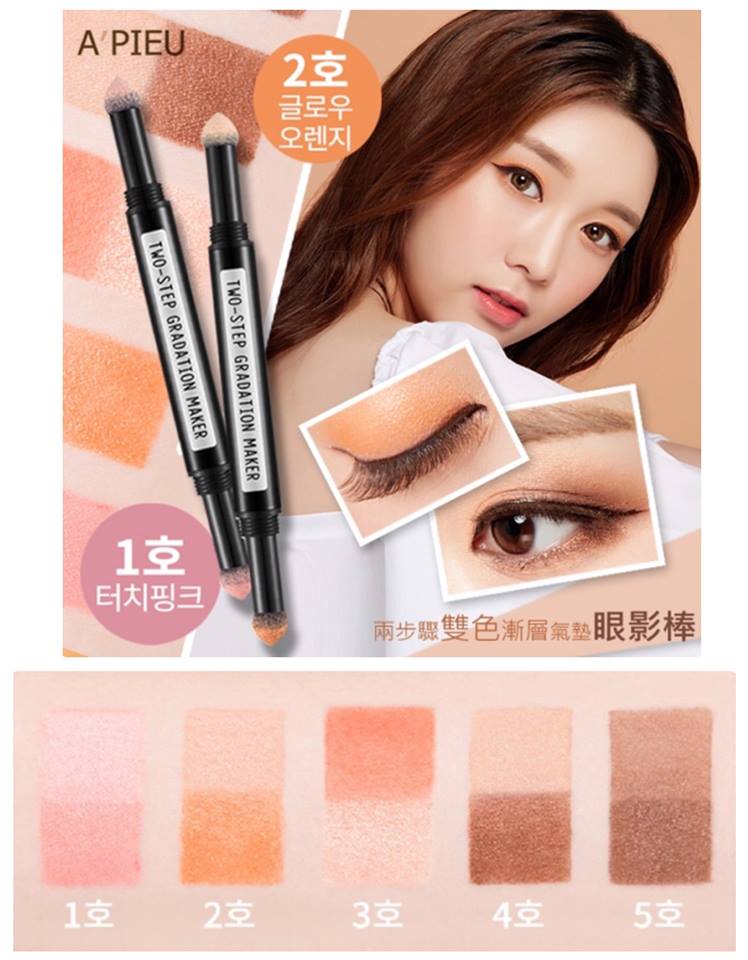 A'PIEU
2호
글로우
오렌지
TWO-STEP GRADATION MAKER
TWO-STEP GRADATION MAKER
1호
터치핑크
兩步驟雙色漸層氣墊眼影棒
1호
2호
3호
4호
5호